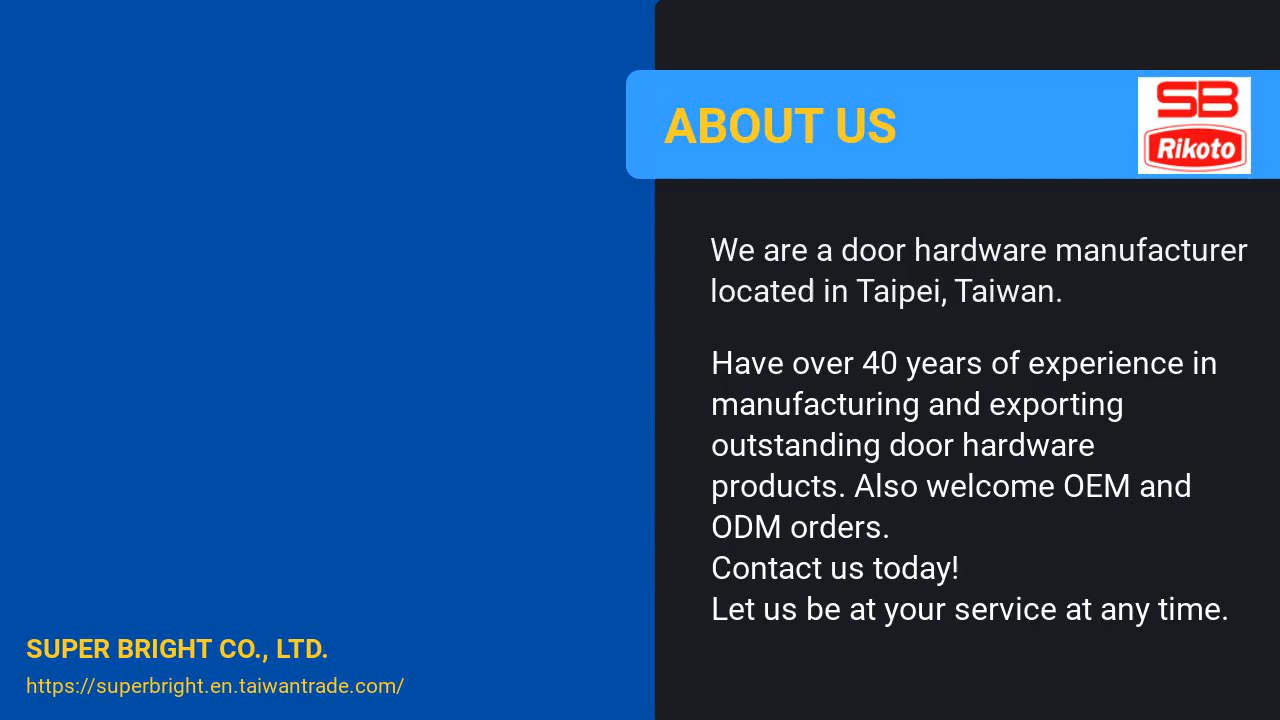 ABOUT US
SB
Rikoto
We are a door hardware manufacturer
located in Taipei, Taiwan.
Have over 40 years of experience in
manufacturing and exporting
outstanding door hardware
products. Also welcome OEM and
ODM orders.
Contact us today!
Let us be at your service at any time.
SUPER BRIGHT CO., LTD.
https://superbright.en.taiwantrade.com/